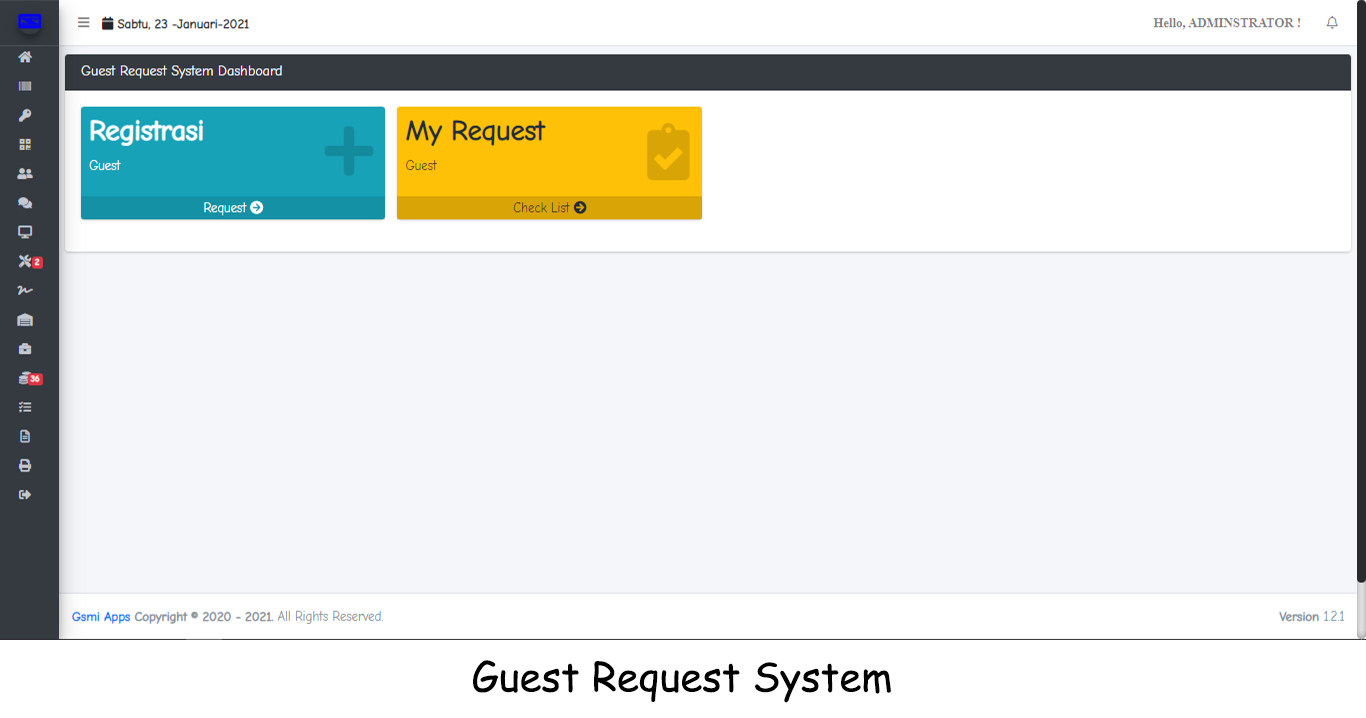 Sabtu, 23 -Januari-2021
Hello, ADMINSTRATOR !
Guest Request System Dashboard
Registrasi
Guest
Request
My Request
Guest
Check List
2
36
Gsmi Apps Copyright © 2020 - 2021. All Rights Reserved.
Version 1.2.1
Guest Request System